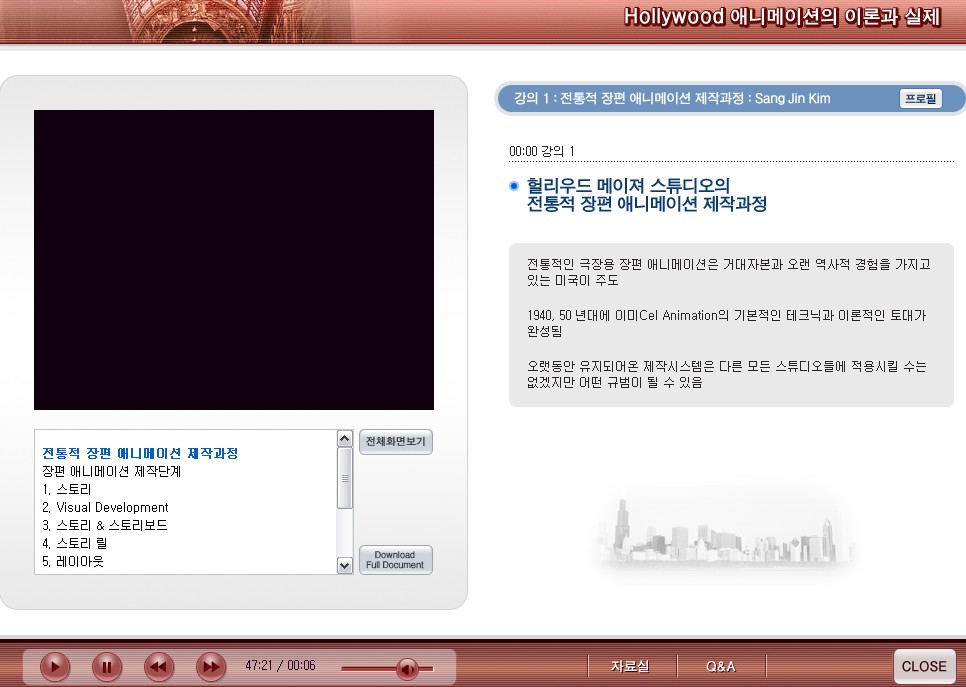 Hollywood 애니메이션의 이론과 실제
강의 1 : 전통적 장편 애니메이션 제작과정 : Sang Jin Kim
프로필
00:00 강의 1
헐리우드 메이져 스튜디오의
전통적 장편 애니메이션 제작과정
전통적인 극장용 장편 애니메이션은 거대자본과 오랜 역사적 경험을 가지고
있는 미국이 주도
1940, 50 년대에 이미Cel Animation의 기본적인 테크닉과 이론적인 토대가
완성됨
오랫동안 유지되어온 제작시스템은 다른 모든 스튜디오들에 적용시킬 수는
없겠지만 어떤 규범이 될 수 있음
전통적 장편 애니메이션 제작과정
장편 애니메이션 제작단계
1. 스토리
2. Visual Development
3. 스토리 & 스토리보드
4. 스토리 릴
5. 레이아웃
전체화면보기
Download
Full Document
47:21 / 00:06
자료실
Q&A
CLOSE